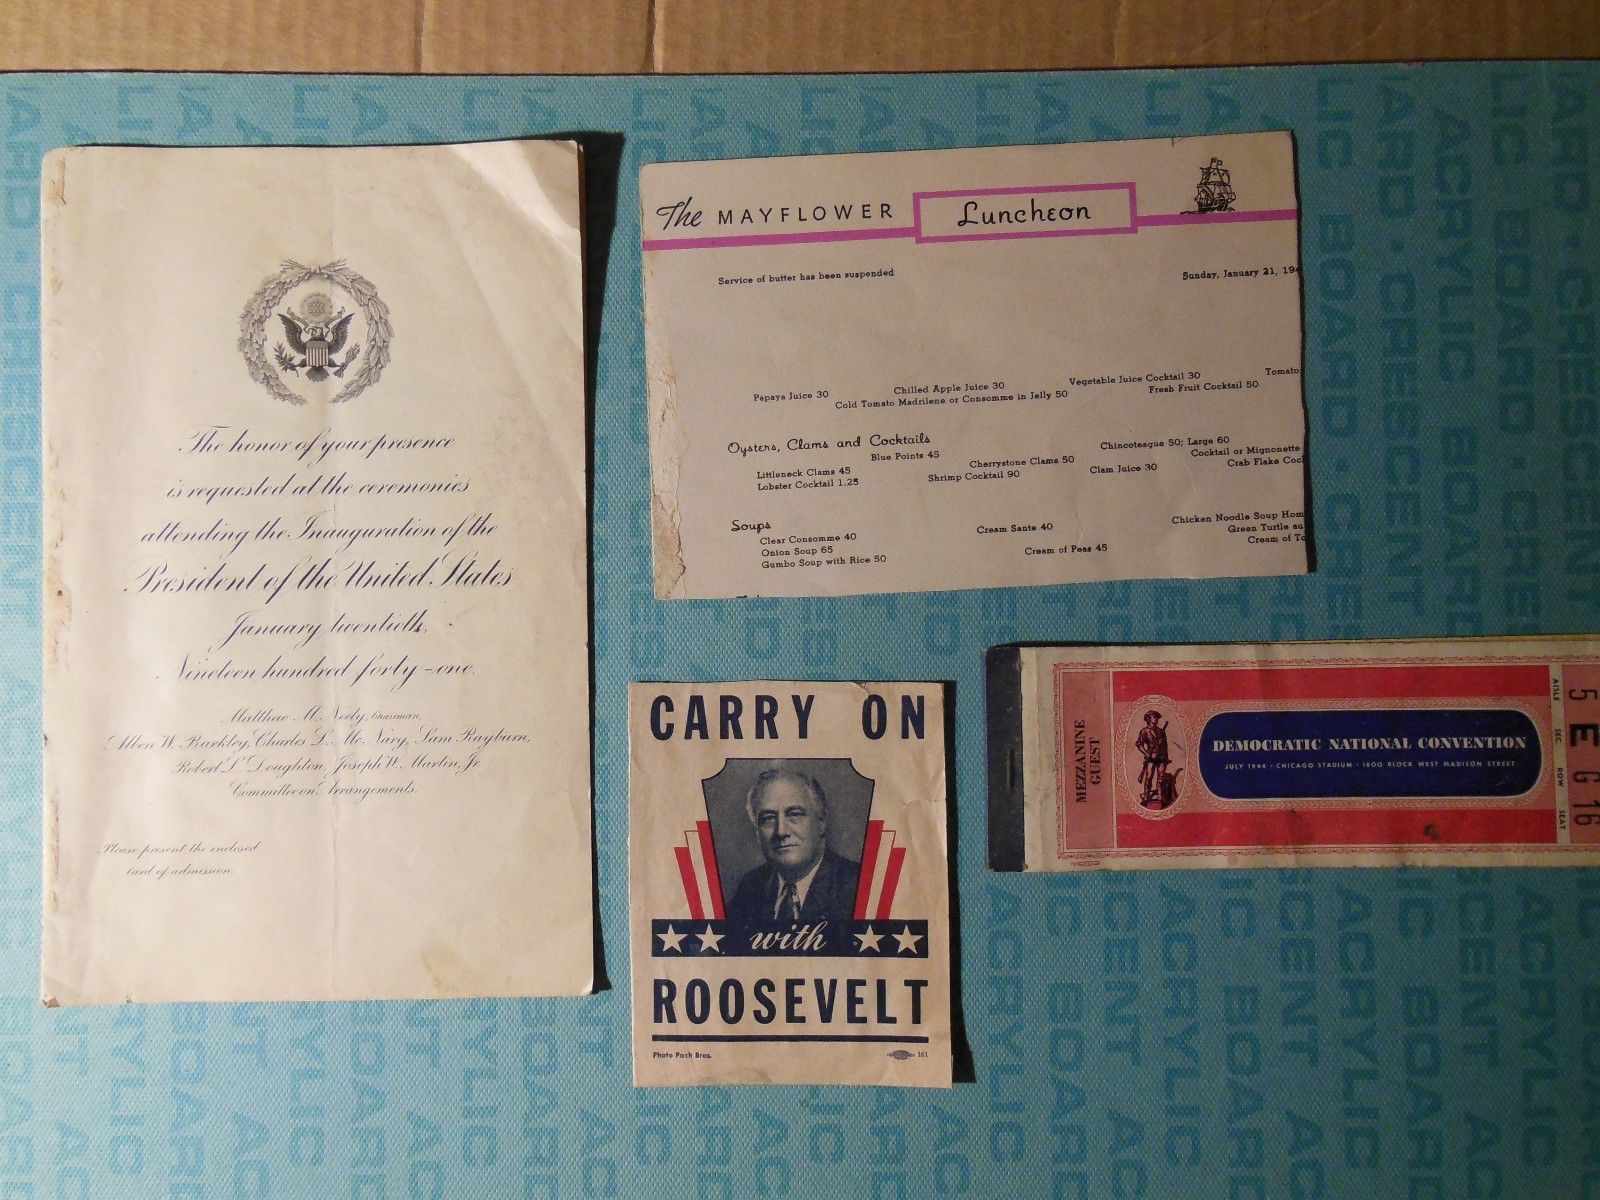 The honor of your presence
is requested at the ceremonies
attending the Inauguration of the
President of the United States
January twentieth,
Nineteen hundred forty-one.
Matthew M. Neely, Chairman,
Alben W. Barkley, Charles L. Mc.Nary, Sam Rayburn,
Robert L. Doughton, Joseph W. Martin, Jr.
Committee on Arrangements.
Please present the enclosed
card of admission.
The MAYFLOWER
Luncheon
Service of butter has been suspended
Sunday, January 21, 194
Papaya Juice 30
Chilled Apple Juice 30
Vegetable Juice Cocktail 30
Tomato
Cold Tomato Madrilene or Consomme in Jelly 50
Fresh Fruit Cocktail 50
Oysters, Clams and Cocktails
Blue Points 45
Chincoteague 50; Large 60
Littleneck Clams 45
Cherrystone Clams 50
Cocktail or Mignonette
Lobster Cocktail 1.25
Shrimp Cocktail 90
Clam Juice 30
Crab Flake Coc
Soups
Clear Consomme 40
Cream Sante 40
Chicken Noodle Soup Hom
Onion Soup 65
Green Turtle au
Gumbo Soup with Rice 50
Cream of Peas 45
Cream of To
MEZZANINE
GUEST
DEMOCRATIC NATIONAL CONVENTION
JULY 1944 · CHICAGO STADIUM · 1800 BLOCK WEST MADISON STREET
AISLE SEC. ROW SEAT
5 E G 16
CARRY ON
with
ROOSEVELT
Photo Pach Bros.
161
CRESCENT
ACRYLIC
BOARD